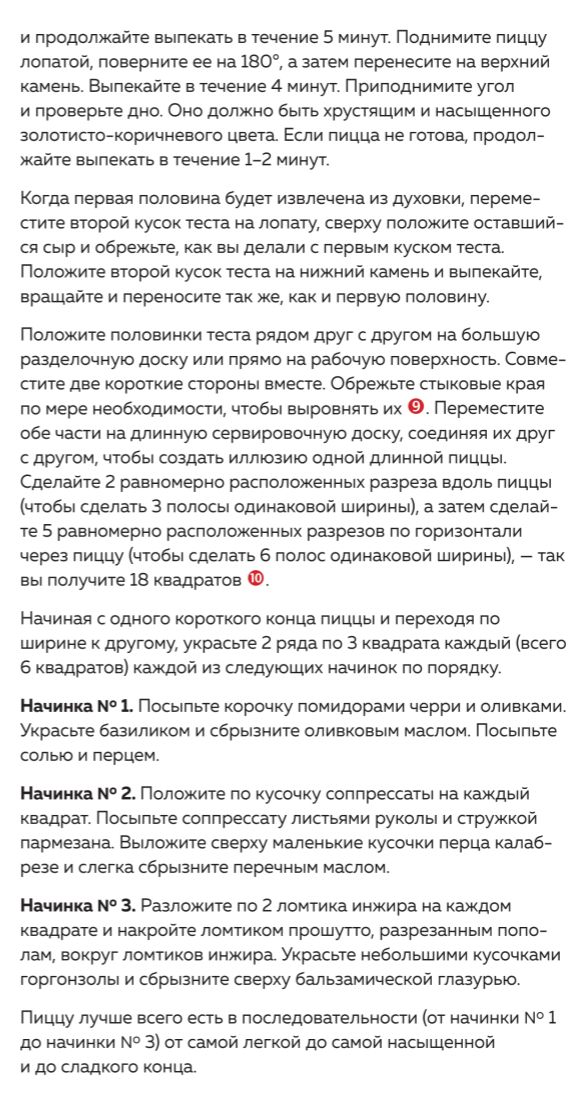 и продолжайте выпекать в течение 5 минут. Поднимите пиццу
лопатой, поверните ее на 180°, а затем перенесите на верхний
камень. Выпекайте в течение 4 минут. Приподнимите угол
и проверьте дно. Оно должно быть хрустящим и насыщенного
золотисто-коричневого цвета. Если пицца не готова, продол-
жайте выпекать в течение 1–2 минут.
Когда первая половина будет извлечена из духовки, переме-
стите второй кусок теста на лопату, сверху положите оставший-
ся сыр и обрежьте, как вы делали с первым куском теста.
Положите второй кусок теста на нижний камень и выпекайте,
вращайте и переносите так же, как и первую половину.
Положите половинки теста рядом друг с другом на большую
разделочную доску или прямо на рабочую поверхность. Совме-
стите две короткие стороны вместе. Обрежьте стыковые края
по мере необходимости, чтобы выровнять их 9. Переместите
обе части на длинную сервировочную доску, соединяя их друг
с другом, чтобы создать иллюзию одной длинной пиццы.
Сделайте 2 равномерно расположенных разреза вдоль пиццы
(чтобы сделать 3 полосы одинаковой ширины), а затем сделай-
те 5 равномерно расположенных разрезов по горизонтали
через пиццу (чтобы сделать 6 полос одинаковой ширины), — так
вы получите 18 квадратов 10.
Начиная с одного короткого конца пиццы и переходя по
ширине к другому, украсьте 2 ряда по 3 квадрата каждый (всего
6 квадратов) каждой из следующих начинок по порядку.
Начинка № 1. Посыпьте корочку помидорами черри и оливками.
Украсьте базиликом и сбрызните оливковым маслом. Посыпьте
солью и перцем.
Начинка № 2. Положите по кусочку соппрессаты на каждый
квадрат. Посыпьте соппрессату листьями руколы и стружкой
пармезана. Выложите сверху маленькие кусочки перца калаб-
резе и слегка сбрызните перечным маслом.
Начинка № 3. Разложите по 2 ломтика инжира на каждом
квадрате и накройте ломтиком прошутто, разрезанным попо-
лам, вокруг ломтиков инжира. Украсьте небольшими кусочками
горгонзолы и сбрызните сверху бальзамической глазурью.
Пиццу лучше всего есть в последовательности (от начинки № 1
до начинки № 3) от самой легкой до самой насыщенной
и до сладкого конца.